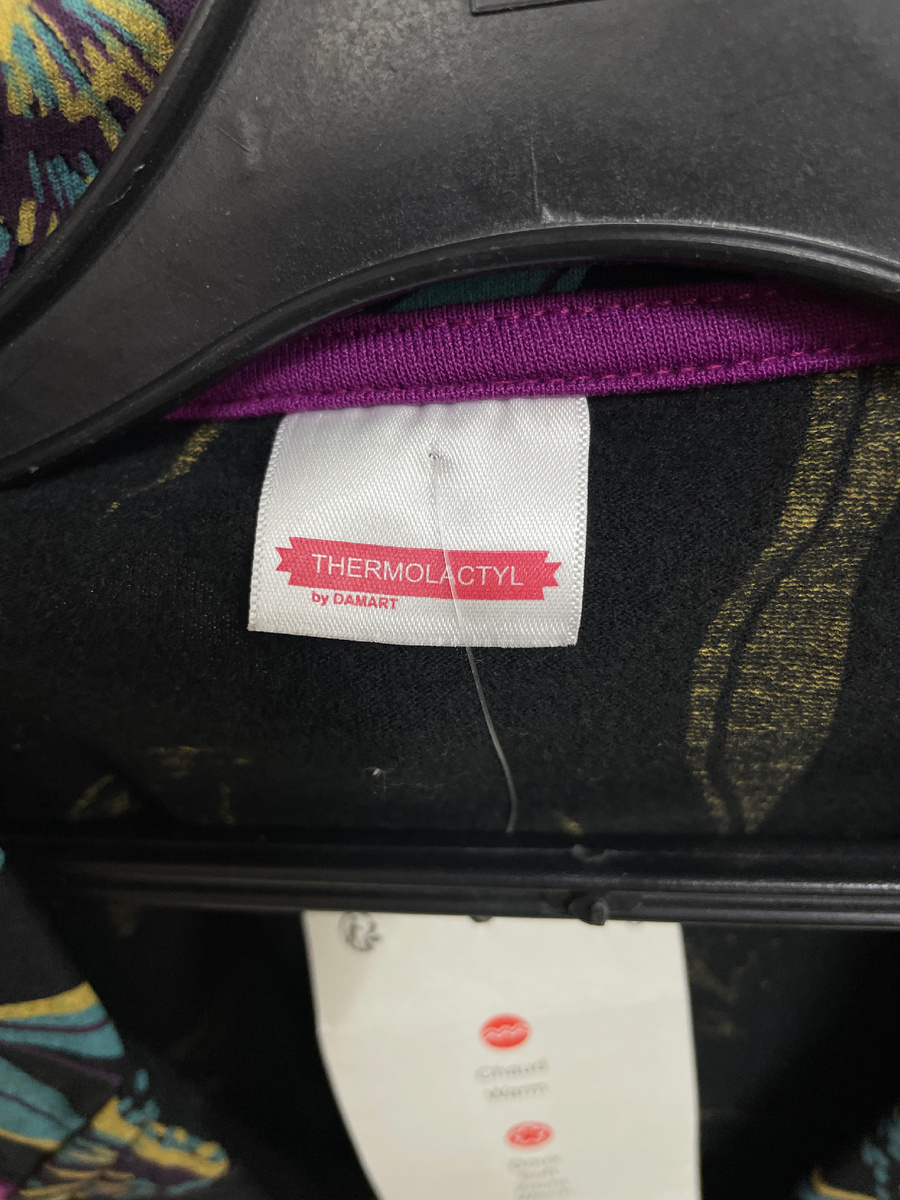 THERMOLACTYL
by DAMART
Chaud
Warm